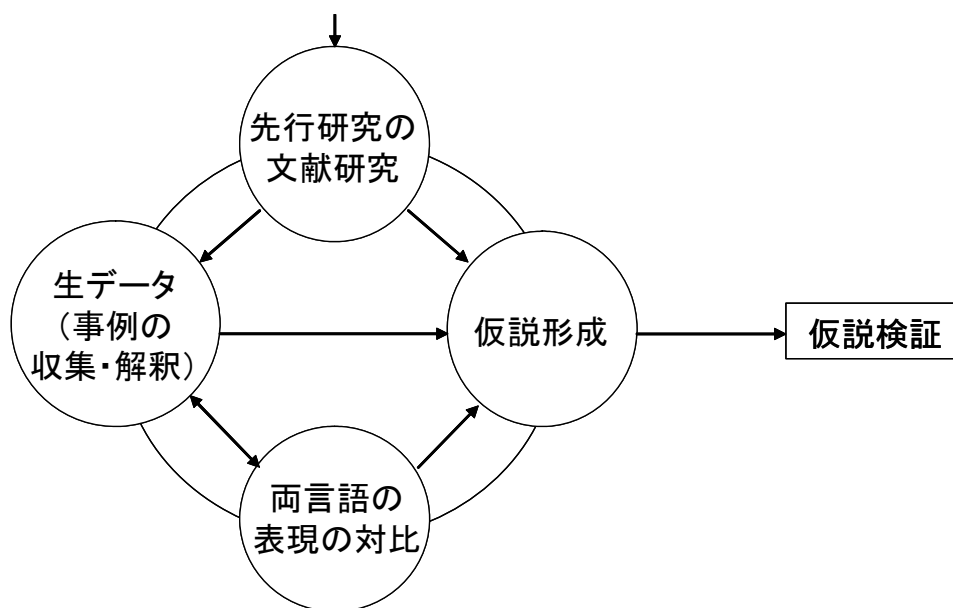 先行研究の
文献研究
生データ
（事例の
収集・解釈）
仮説形成
仮説検証
両言語の
表現の対比